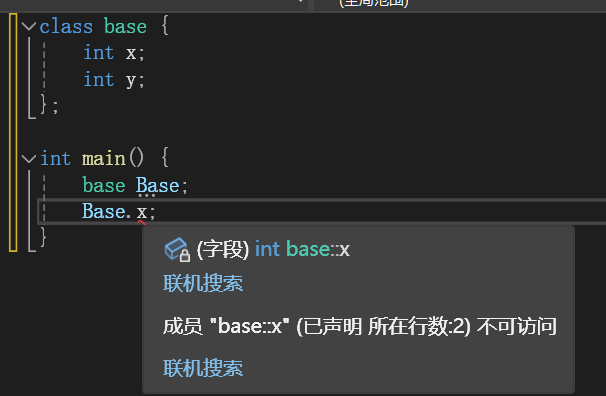 (全局范围)
class base {
int x;
int y;
};
int main() {
base Base;
Base.x;
}
(字段) int base::x
联机搜索
成员 "base::x" (已声明 所在行数:2) 不可访问
联机搜索